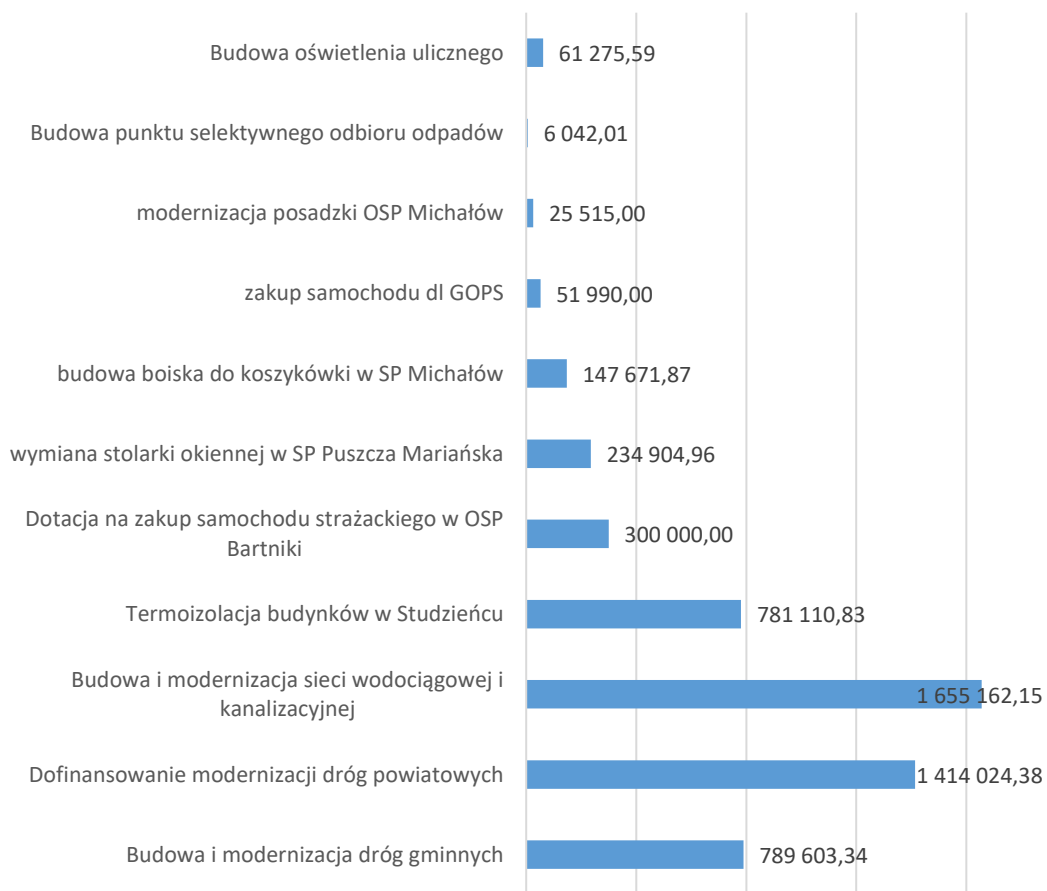 Budowa oświetlenia ulicznego 61 275,59
Budowa punktu selektywnego odbioru odpadów 6 042,01
modernizacja posadzki OSP Michałów 25 515,00
zakup samochodu dl GOPS 51 990,00
budowa boiska do koszykówki w SP Michałów 147 671,87
wymiana stolarki okiennej w SP Puszcza Mariańska 234 904,96
Dotacja na zakup samochodu strażackiego w OSP
Bartniki 300 000,00
Termoizolacja budynków w Studzieńcu 781 110,83
Budowa i modernizacja sieci wodociągowej i
kanalizacyjnej 1 655 162,15
Dofinansowanie modernizacji dróg powiatowych 1 414 024,38
Budowa i modernizacja dróg gminnych 789 603,34